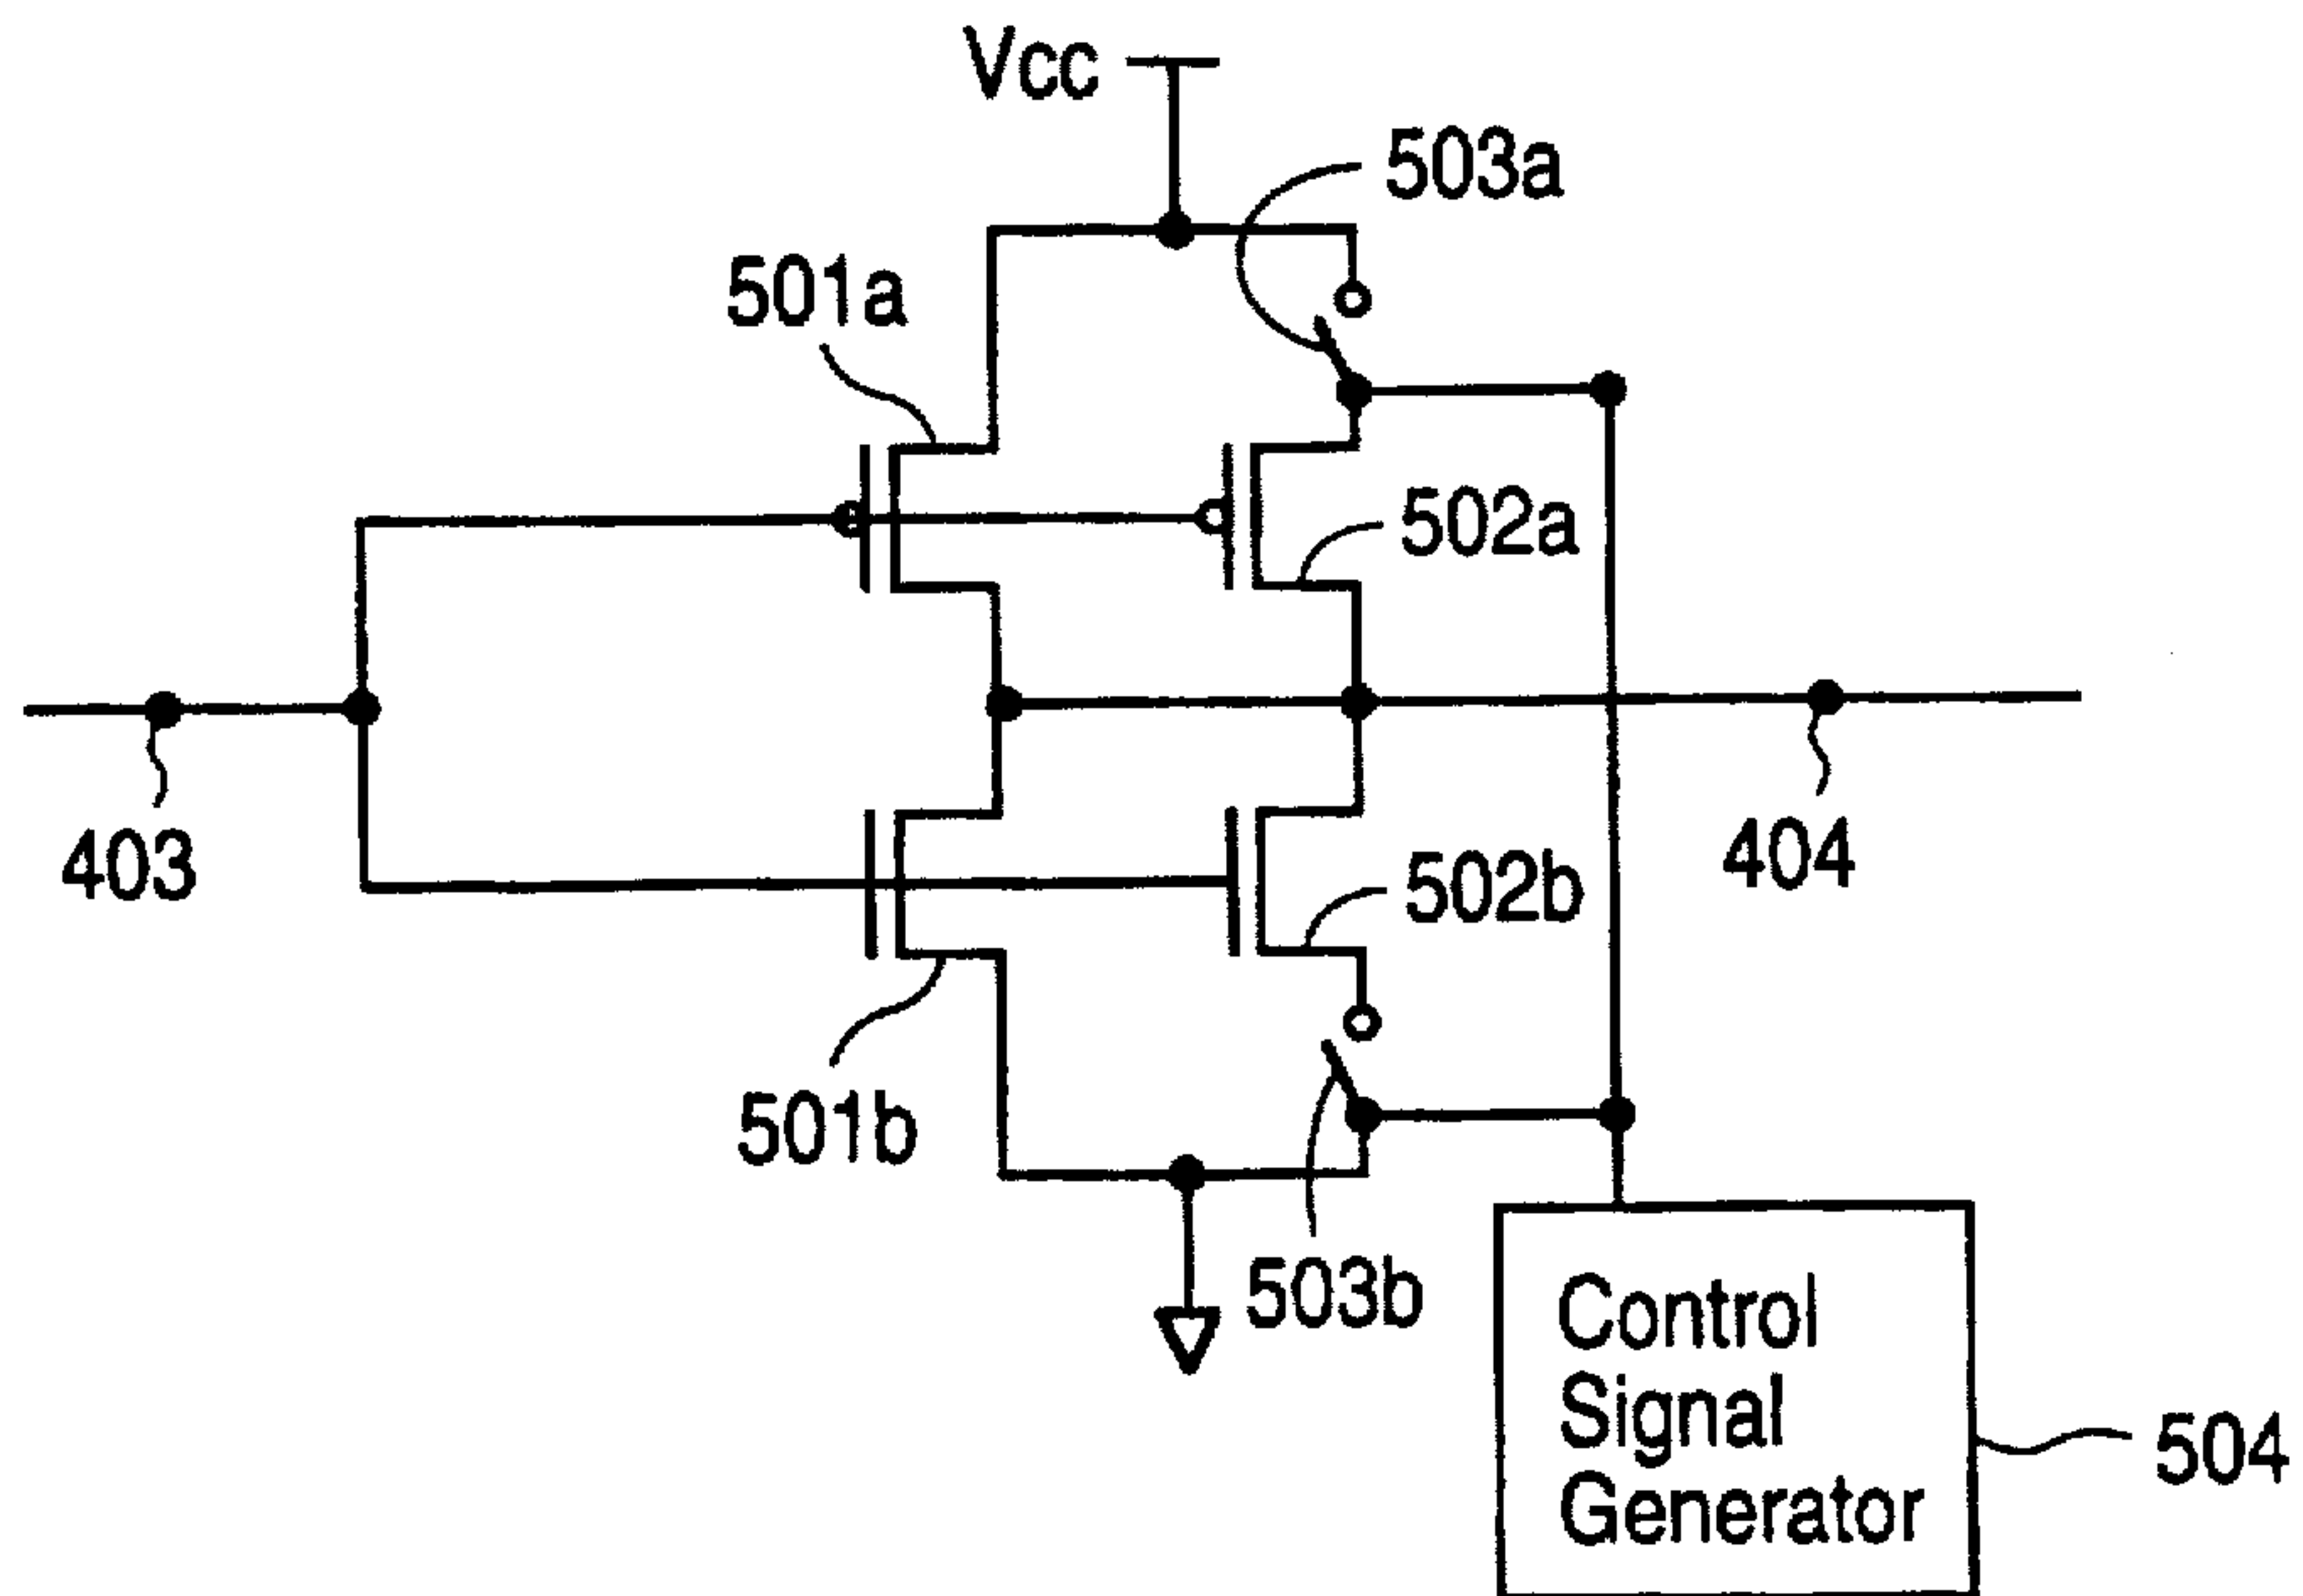 Vcc
503a
501a
502a
403
404
502b
501b
503b
Control
Signal
Generator
504